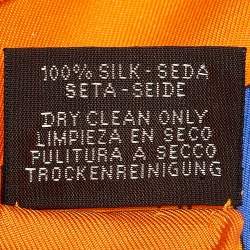 100% SILK - SEDA
SETA - SEIDE
DRY CLEAN ONLY
LIMPIEZA EN SECO
PULITURA A SECCO
TROCKENREINIGUNG